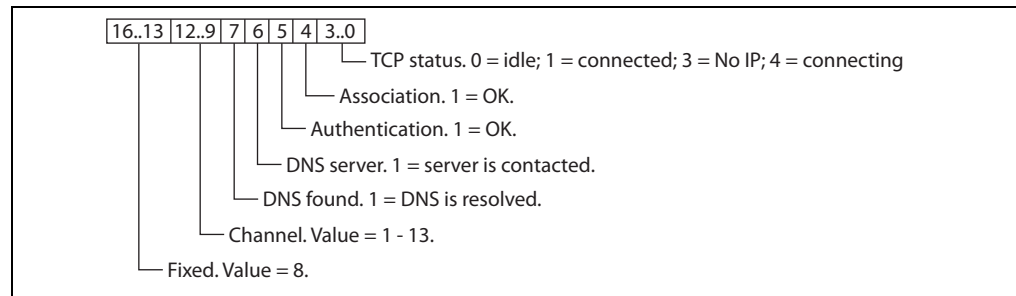 16..13 12..9 7 6 5 4 3..0
TCP status. 0 = idle; 1 = connected; 3 = No IP; 4 = connecting
Association. 1 = OK.
Authentication. 1 = OK.
DNS server. 1 = server is contacted.
DNS found. 1 = DNS is resolved.
Channel. Value = 1 - 13.
Fixed. Value = 8.